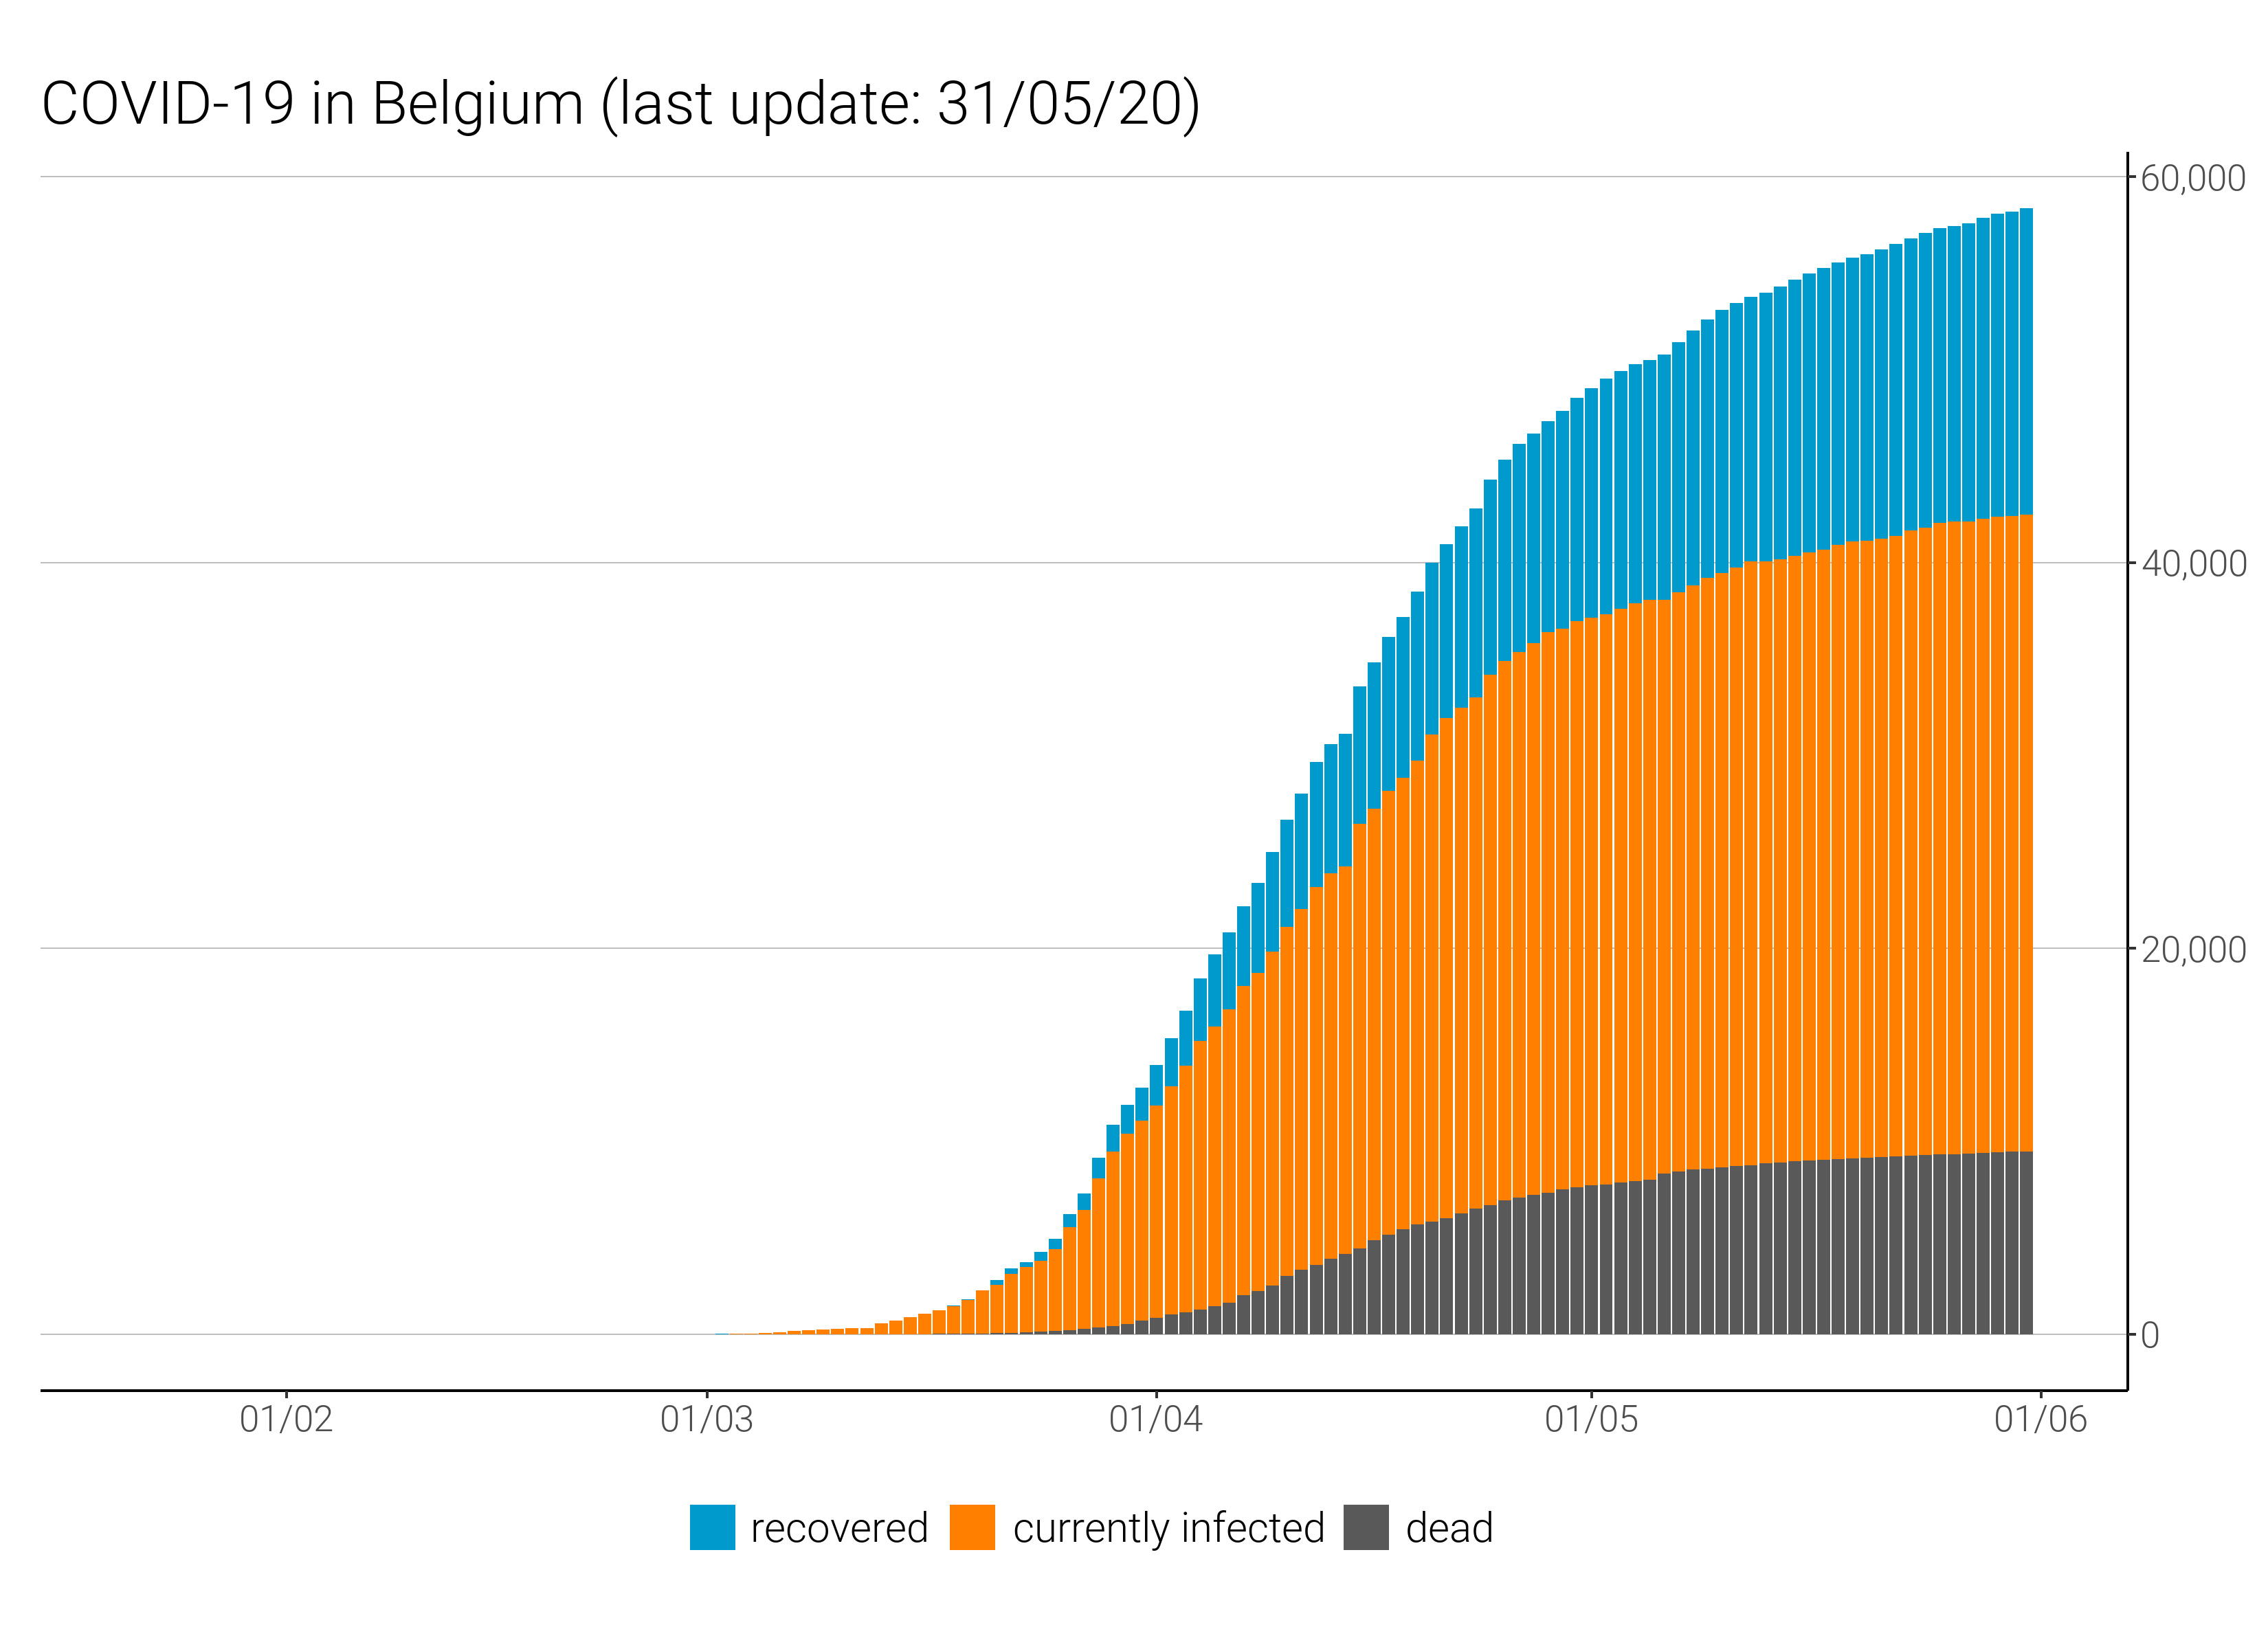 COVID-19 in Belgium (last update: 31/05/20)
60,000
40,000
20,000
0
01/02 01/03 01/04 01/05 01/06
recovered currently infected dead